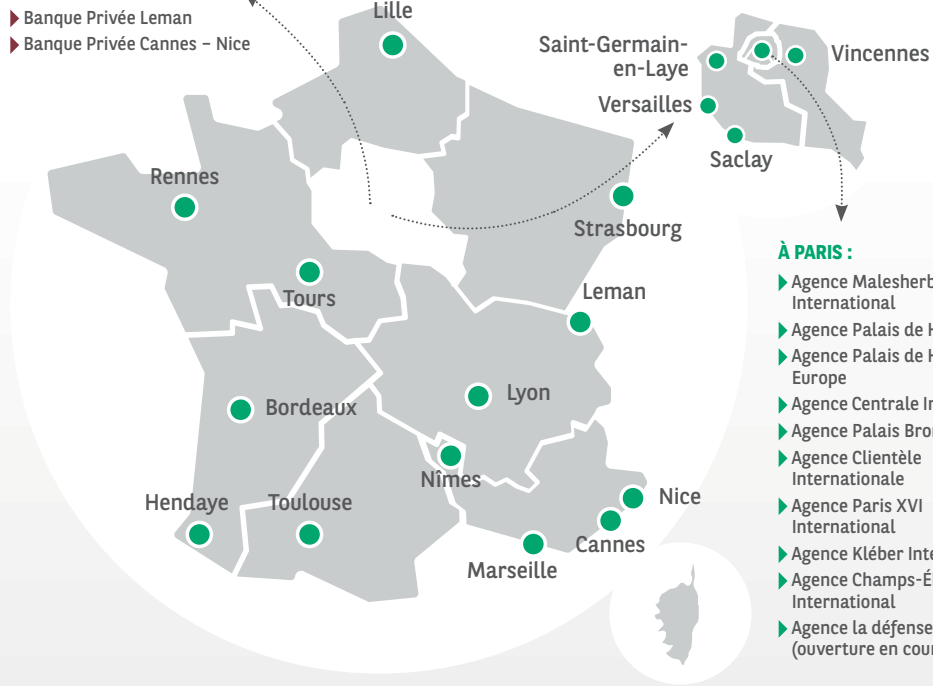 Banque Privée Leman
Banque Privée Cannes – Nice
Lille
Saint-Germain-
en-Laye
Vincennes
Versailles
Saclay
Rennes
Strasbourg
Tours
Leman
Lyon
Bordeaux
Nîmes
Hendaye
Toulouse
Nice
Cannes
Marseille
À PARIS :
Agence Malesherb
International
Agence Palais de H
Agence Palais de H
Europe
Agence Centrale In
Agence Palais Bron
Agence Clientèle
Internationale
Agence Paris XVI
International
Agence Kléber Inte
Agence Champs-Él
International
Agence la défense
(ouverture en cour